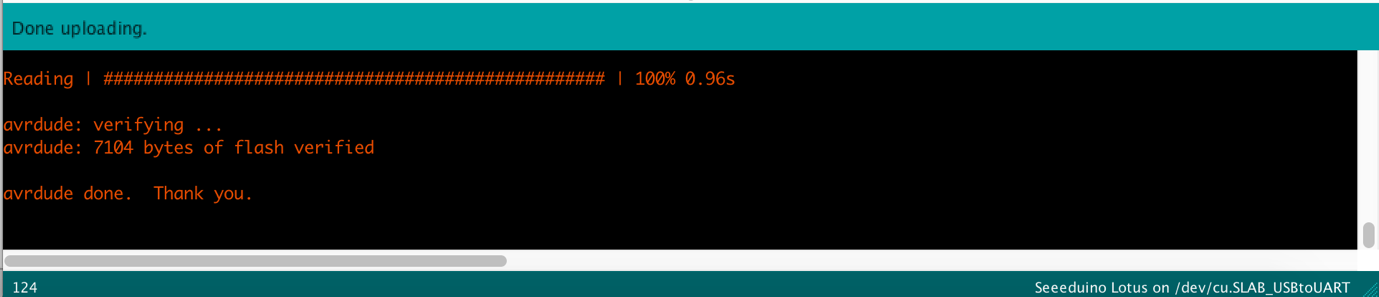 Done uploading.
Reading | ################################################## | 100% 0.96s
avrdude: verifying ...
avrdude: 7104 bytes of flash verified
avrdude done.  Thank you.
124
Seeeduino Lotus on /dev/cu.SLAB_USBtoUART